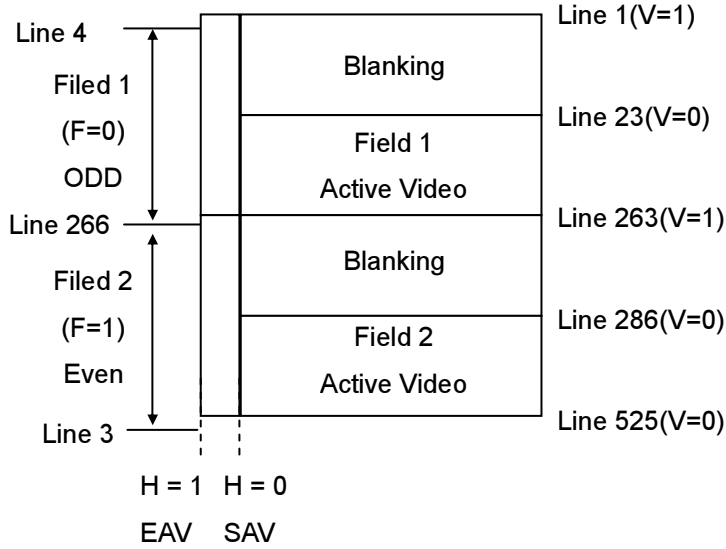 Line 4
Filed 1
(F=0)
ODD
Line 266
Filed 2
(F=1)
Even
Line 3
Blanking
Field 1
Active Video
Blanking
Field 2
Active Video
Line 1(V=1)
Line 23(V=0)
Line 263(V=1)
Line 286(V=0)
Line 525(V=0)
H = 1 H = 0
EAV SAV